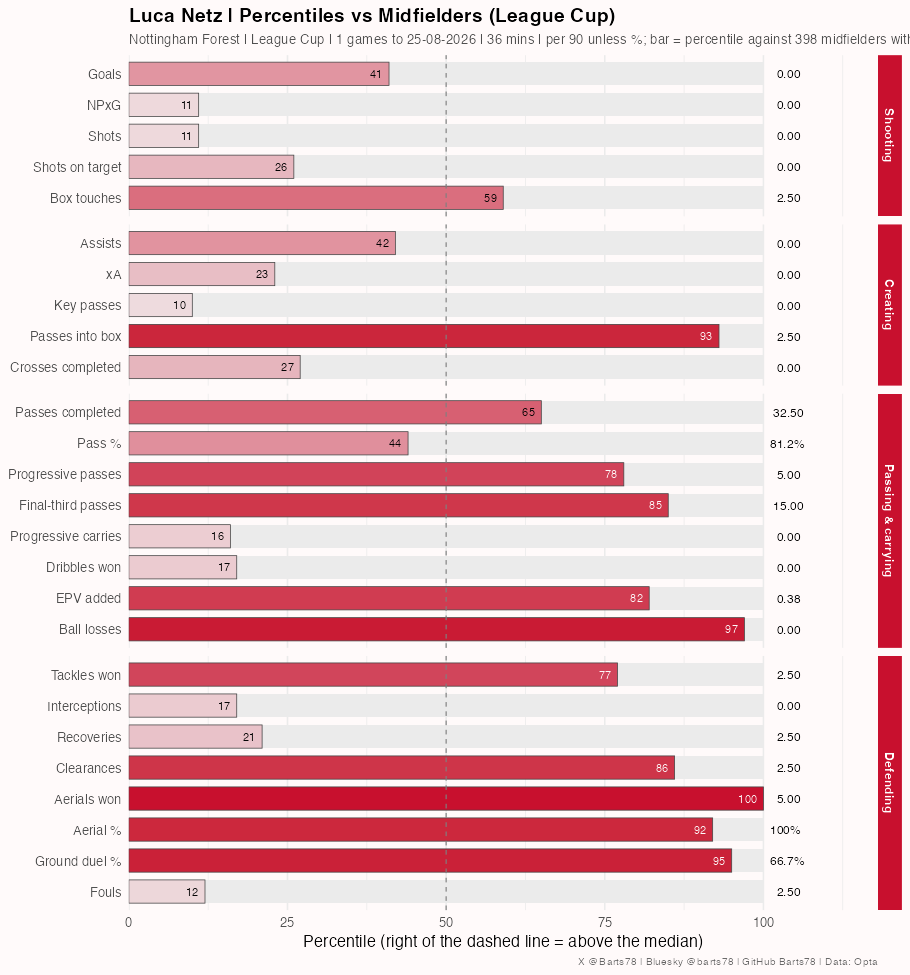 Luca Netz | Percentiles vs Midfielders (League Cup)
Nottingham Forest | League Cup | 1 games to 25-08-2026 | 36 mins | per 90 unless %; bar = percentile against 398 midfielders with
Goals 41 0.00
NPxG 11 0.00
Shots 11 0.00
Shots on target 26 0.00
Box touches 59 2.50
Shooting
Assists 42 0.00
xA 23 0.00
Key passes 10 0.00
Passes into box 93 2.50
Crosses completed 27 0.00
Creating
Passes completed 65 32.50
Pass % 44 81.2%
Progressive passes 78 5.00
Final-third passes 85 15.00
Progressive carries 16 0.00
Dribbles won 17 0.00
EPV added 82 0.38
Ball losses 97 0.00
Passing & carrying
Tackles won 77 2.50
Interceptions 17 0.00
Recoveries 21 2.50
Clearances 86 2.50
Aerials won 100 5.00
Aerial % 92 100%
Ground duel % 95 66.7%
Fouls 12 2.50
Defending
0 25 50 75 100
Percentile (right of the dashed line = above the median)
X @Barts78 | Bluesky @barts78 | GitHub Barts78 | Data: Opta